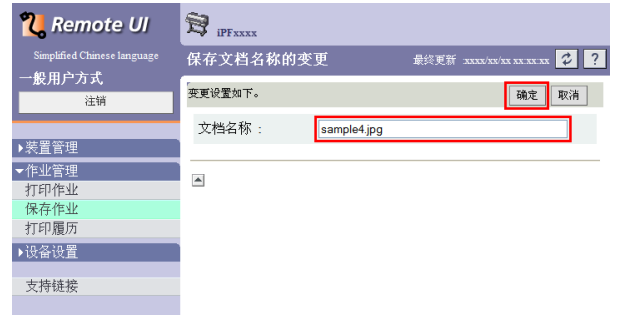 Remote UI
Simplified Chinese language
一般用户方式
注销
▶装置管理
▼作业管理
打印作业
保存作业
打印履历
▶设备设置
支持链接
iPFxxxx
保存文档名称的变更
最终更新 :xxxx/xx/xx xx:xx:xx ?
变更设置如下。 确定 取消
文档名称 : sample4.jpg